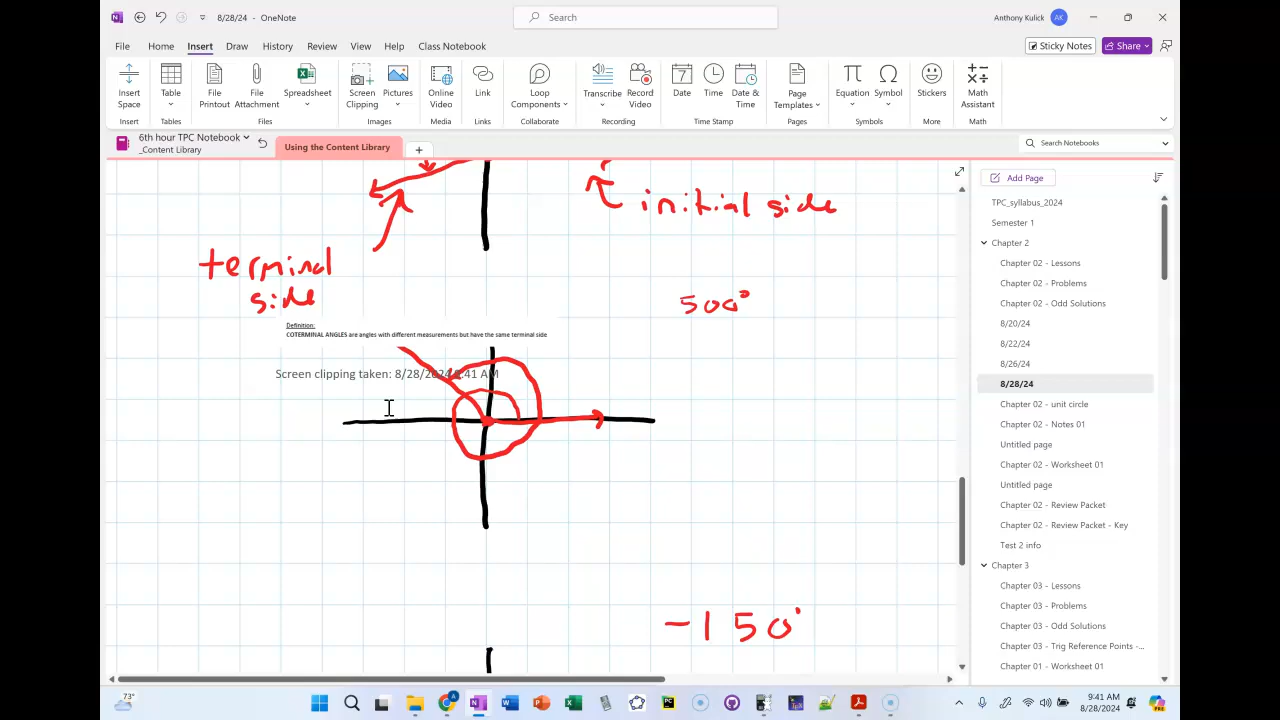 8/28/24 - OneNote
Search
Anthony Kulick
AK
File Home Insert Draw History Review View Help Class Notebook
Sticky Notes
Share
Insert Space
Table
File Printout
File Attachment
Spreadsheet
Screen Clipping
Pictures
Online Video
Link
Loop Components
Transcribe
Record Video
Date
Time
Date & Time
Page Templates
Equation
Symbol
Stickers
Math Assistant
Insert
Tables
Files
Images
Media
Links
Collaborate
Recording
Time Stamp
Pages
Symbols
More
Math
6th hour TPC Notebook
_Content Library
Using the Content Library
Search Notebooks
initial side
terminal
side
500°
Definition:
COTERMINAL ANGLES are angles with different measurements but have the same terminal side
Screen clipping taken: 8/28/2024 9:41 AM
-150°
Add Page
TPC_syllabus_2024
Semester 1
Chapter 2
Chapter 02 - Lessons
Chapter 02 - Problems
Chapter 02 - Odd Solutions
8/20/24
8/22/24
8/26/24
8/28/24
Chapter 02 - unit circle
Chapter 02 - Notes 01
Untitled page
Chapter 02 - Worksheet 01
Untitled page
Chapter 02 - Review Packet
Chapter 02 - Review Packet - Key
Test 2 info
Chapter 3
Chapter 03 - Lessons
Chapter 03 - Problems
Chapter 03 - Odd Solutions
Chapter 03 - Trig Reference Points -...
Chapter 01 - Worksheet 01
73°
9:41 AM
8/28/2024